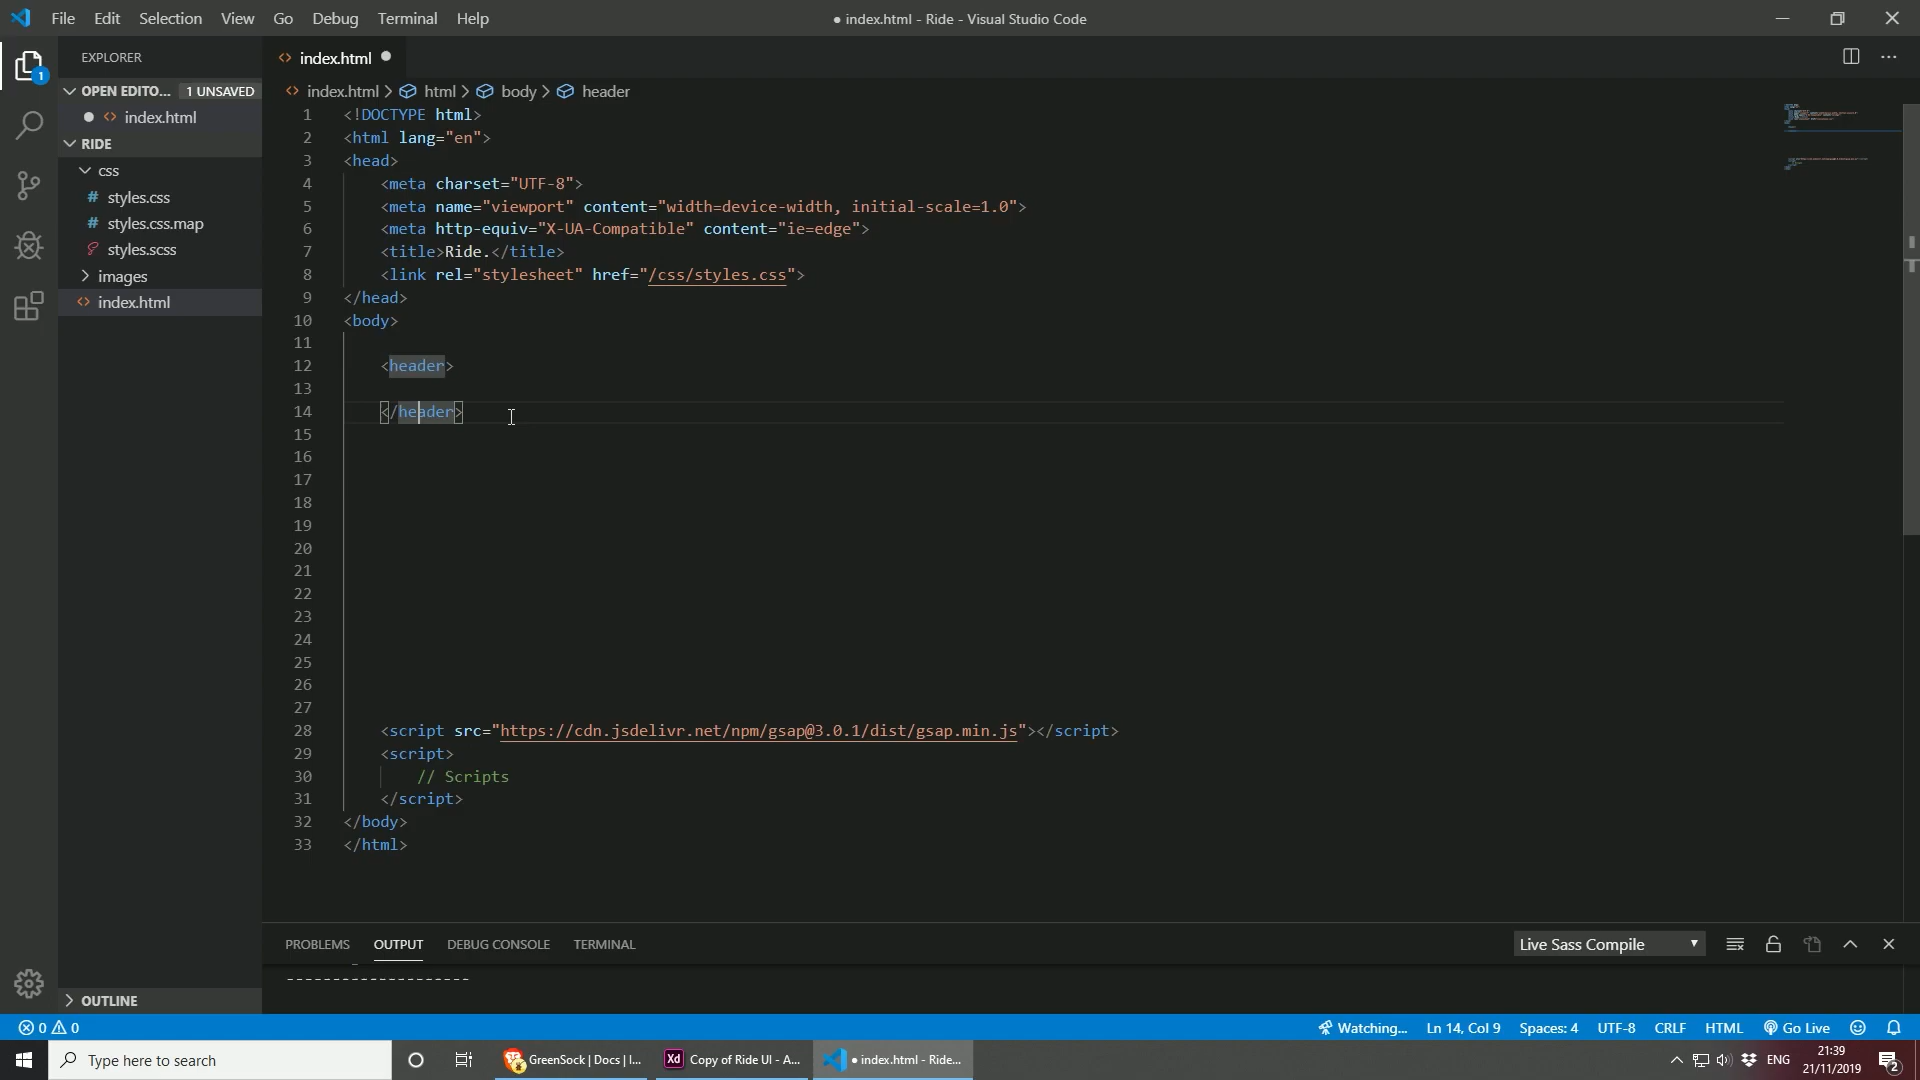 File Edit Selection View Go Debug Terminal Help
● index.html - Ride - Visual Studio Code
EXPLORER
index.html
1
OPEN EDITO... 1 UNSAVED
index.html
RIDE
css
# styles.css
# styles.css.map
styles.scss
images
index.html
OUTLINE
index.html > html > body > header
1 <!DOCTYPE html>
2 <html lang="en">
3 <head>
4 <meta charset="UTF-8">
5 <meta name="viewport" content="width=device-width, initial-scale=1.0">
6 <meta http-equiv="X-UA-Compatible" content="ie=edge">
7 <title>Ride.</title>
8 <link rel="stylesheet" href="/css/styles.css">
9 </head>
10 <body>
11
12 <header>
13
14 </header>
15
16
17
18
19
20
21
22
23
24
25
26
27
28 <script src="https://cdn.jsdelivr.net/npm/gsap@3.0.1/dist/gsap.min.js"></script>
29 <script>
30 // Scripts
31 </script>
32 </body>
33 </html>
PROBLEMS OUTPUT DEBUG CONSOLE TERMINAL
Live Sass Compile
--------------------
0 0
Watching... Ln 14, Col 9 Spaces: 4 UTF-8 CRLF HTML Go Live
Type here to search
GreenSock | Docs | I...
Xd Copy of Ride UI - A...
● index.html - Ride...
ENG
21:39
21/11/2019
2